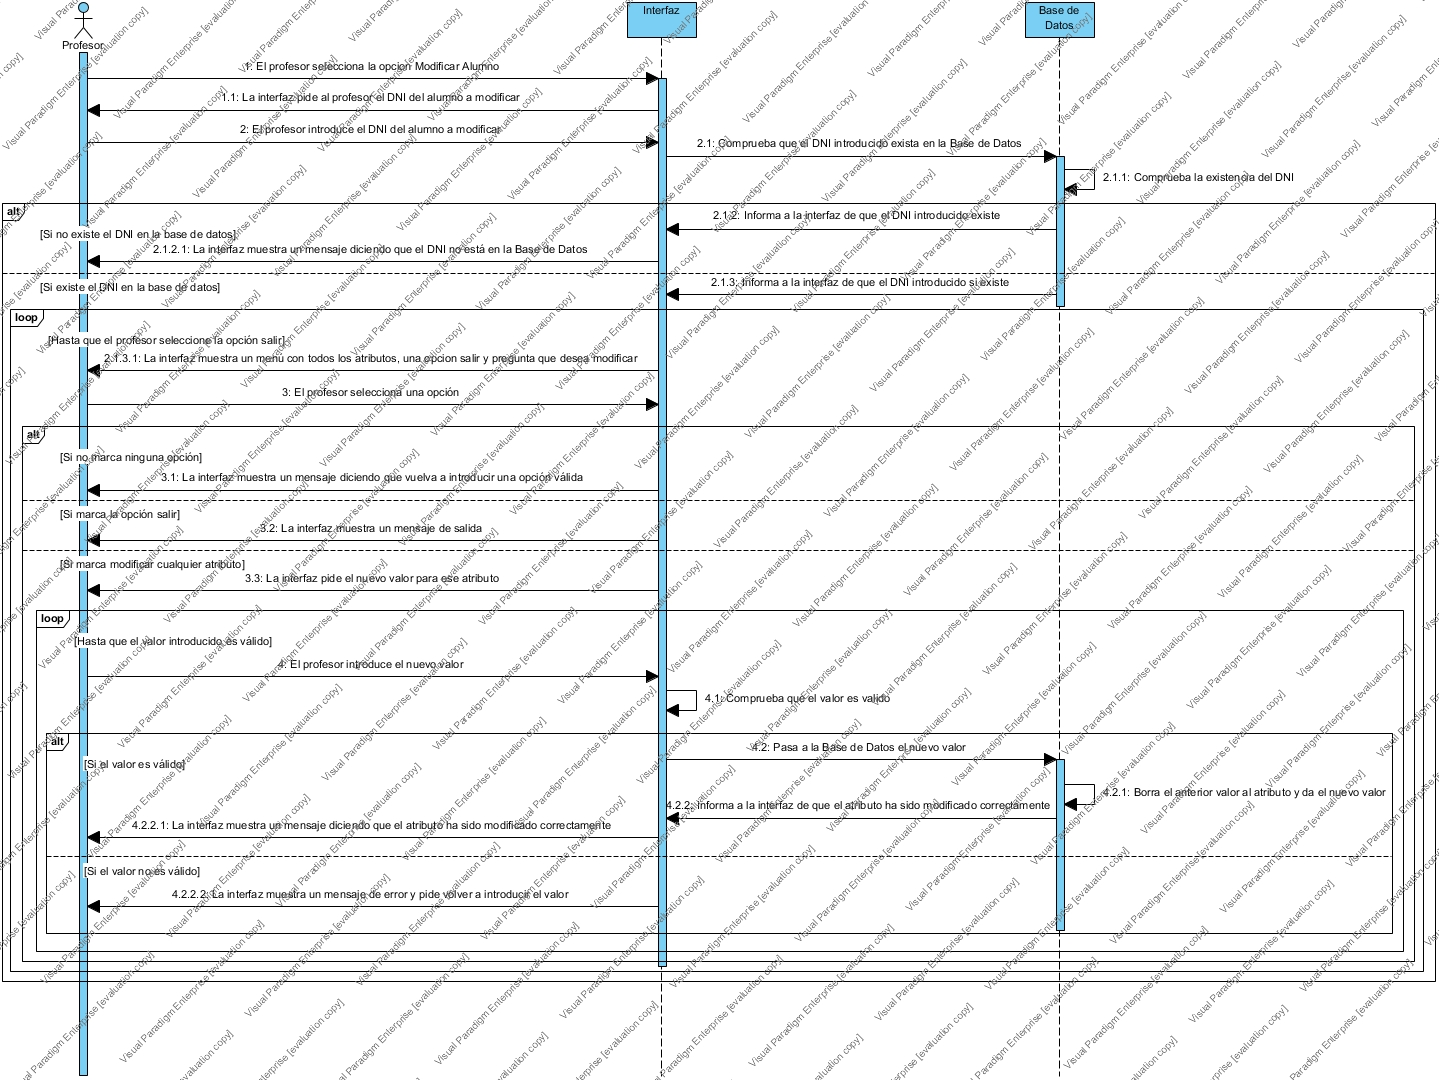 Profesor
Interfaz
Base de
Datos
1: El profesor selecciona la opción Modificar Alumno
1.1: La interfaz pide al profesor el DNI del alumno a modificar
2: El profesor introduce el DNI del alumno a modificar
2.1: Comprueba que el DNI introducido exista en la Base de Datos
2.1.1: Comprueba la existencia del DNI
alt
2.1.2: Informa a la interfaz de que el DNI introducido existe
[Si no existe el DNI en la base de datos]
2.1.2.1: La interfaz muestra un mensaje diciendo que el DNI no está en la Base de Datos
[Si existe el DNI en la base de datos]
2.1.3: Informa a la interfaz de que el DNI introducido si existe
loop
[Hasta que el profesor seleccione la opción salir]
2.1.3.1: La interfaz muestra un menú con todos los atributos, una opcion salir y pregunta que desea modificar
3: El profesor selecciona una opción
alt
[Si no marca ninguna opción]
3.1: La interfaz muestra un mensaje diciendo que vuelva a introducir una opción válida
[Si marca la opción salir]
3.2: La interfaz muestra un mensaje de salida
[Si marca modificar cualquier atributo]
3.3: La interfaz pide el nuevo valor para ese atributo
loop
[Hasta que el valor introducido es válido]
4: El profesor introduce el nuevo valor
4.1: Comprueba que el valor es valido
alt
4.2: Pasa a la Base de Datos el nuevo valor
[Si el valor es válido]
4.2.1: Borra el anterior valor al atributo y da el nuevo valor
4.2.2: Informa a la interfaz de que el atributo ha sido modificado correctamente
4.2.2.1: La interfaz muestra un mensaje diciendo que el atributo ha sido modificado correctamente
[Si el valor no es válido]
4.2.2.2: La interfaz muestra un mensaje de error y pide volver a introducir el valor
Visual Paradigm Enterprise [evaluation copy]